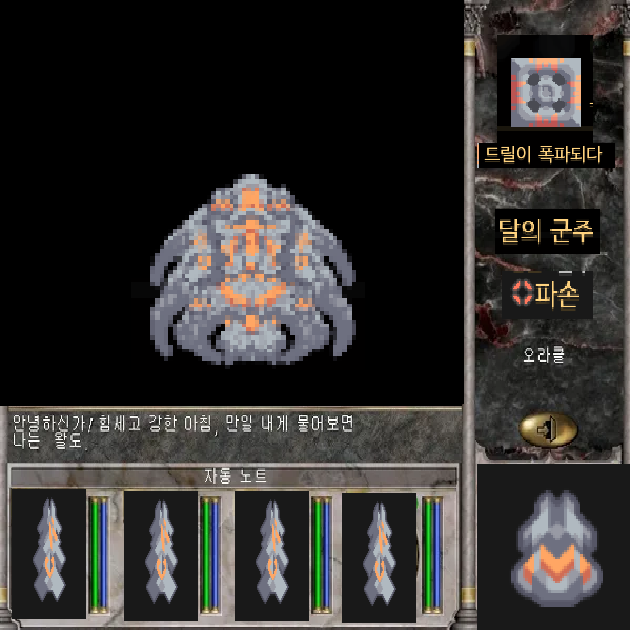 드릴이 폭파되다
달의 군주
파손
오라클
안녕하신가! 힘세고 강한 아침, 만일 내게 물어보면
나는 왈도.
자동 노트